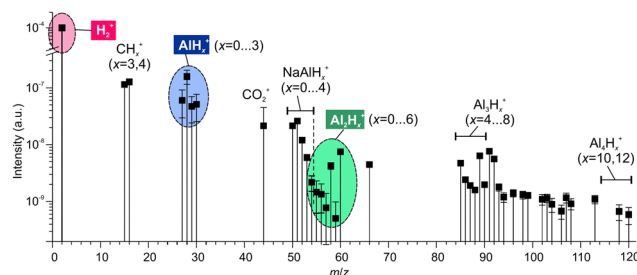 10⁻⁴
H₂⁺
CHₓ⁺
(x=3,4)
AlHₓ⁺ (x=0...3)
CO₂⁺
NaAlHₓ⁺
(x=0...4)
Al₂Hₓ⁺ (x=0...6)
Al₃Hₓ⁺
(x=4...8)
Al₄Hₓ⁺
(x=10,12)
10⁻⁷
10⁻⁸
10⁻⁹
Intensity (a.u.)
0 10 20 30 40 50 60 70 80 90 100 110 120
m/z